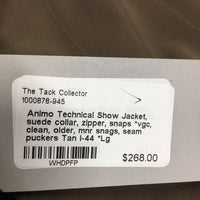 The Tack Collector
1000878-945
Animo Technical Show Jacket,
suede collar, zipper, snaps *vgc,
clean, older, mnr snags, seam
puckers Tan I-44 *Lg
$268.00
WHDPFP